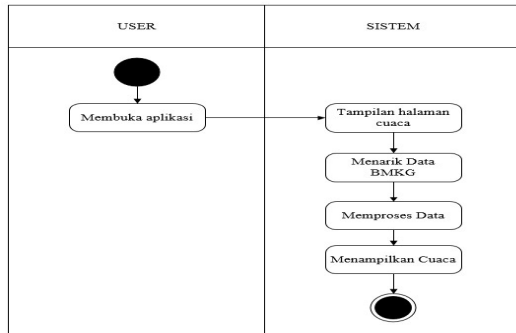 USER
SISTEM
Membuka aplikasi
Tampilan halaman
cuaca
Menarik Data
BMKG
Memproses Data
Menampilkan Cuaca